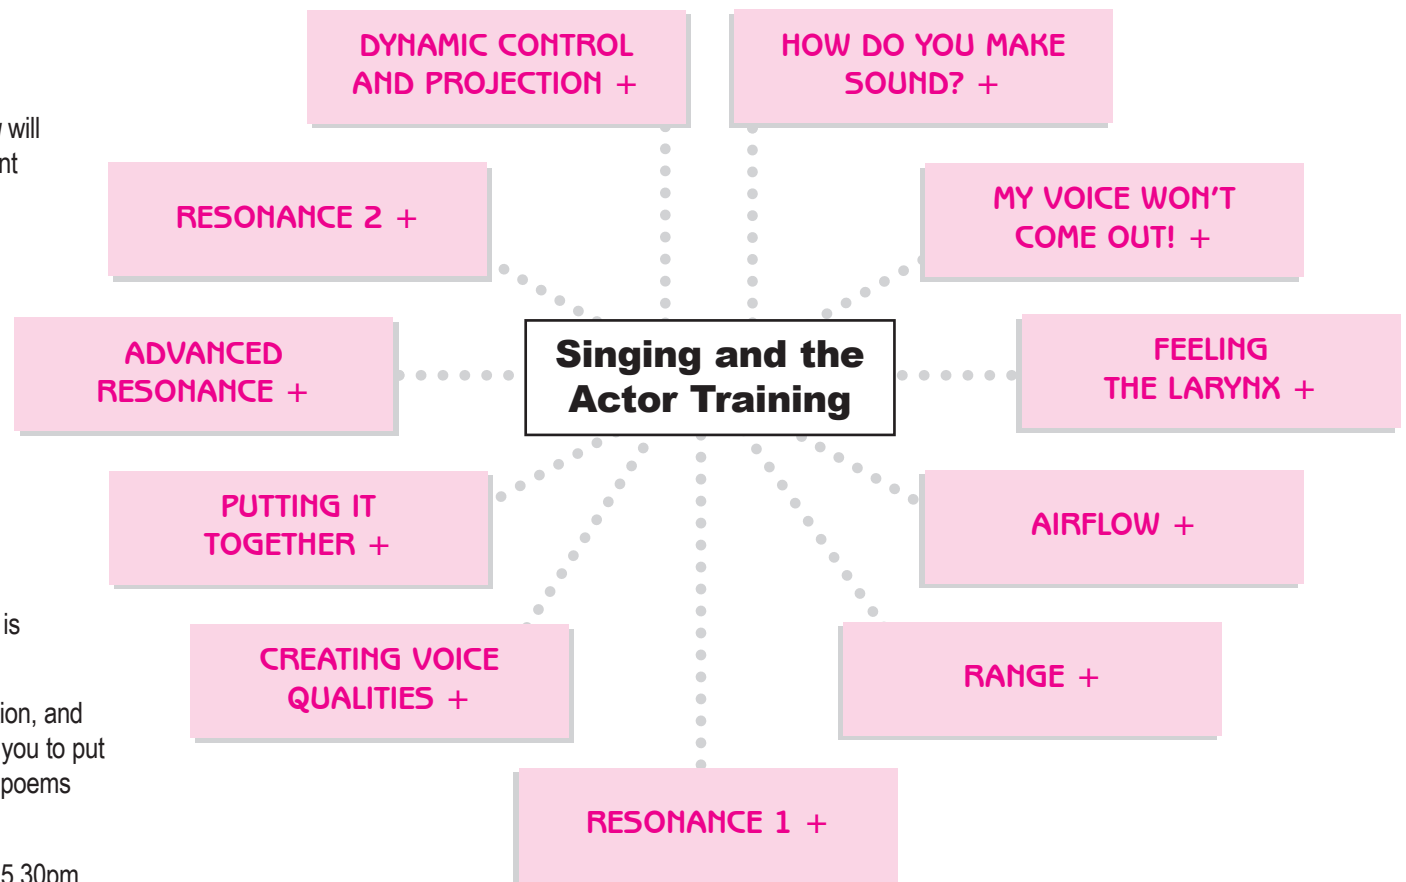 DYNAMIC CONTROL
AND PROJECTION +
HOW DO YOU MAKE
SOUND? +
will
RESONANCE 2 +
MY VOICE WON'T
COME OUT! +
ADVANCED
RESONANCE +
Singing and the
Actor Training
FEELING
THE LARYNX +
PUTTING IT
TOGETHER +
AIRFLOW +
is
CREATING VOICE
QUALITIES +
RANGE +
and
you to put
poems
RESONANCE 1 +
5.30pm